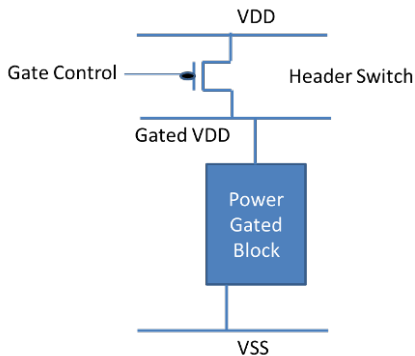 VDD
Gate Control
Header Switch
Gated VDD
Power
Gated
Block
VSS